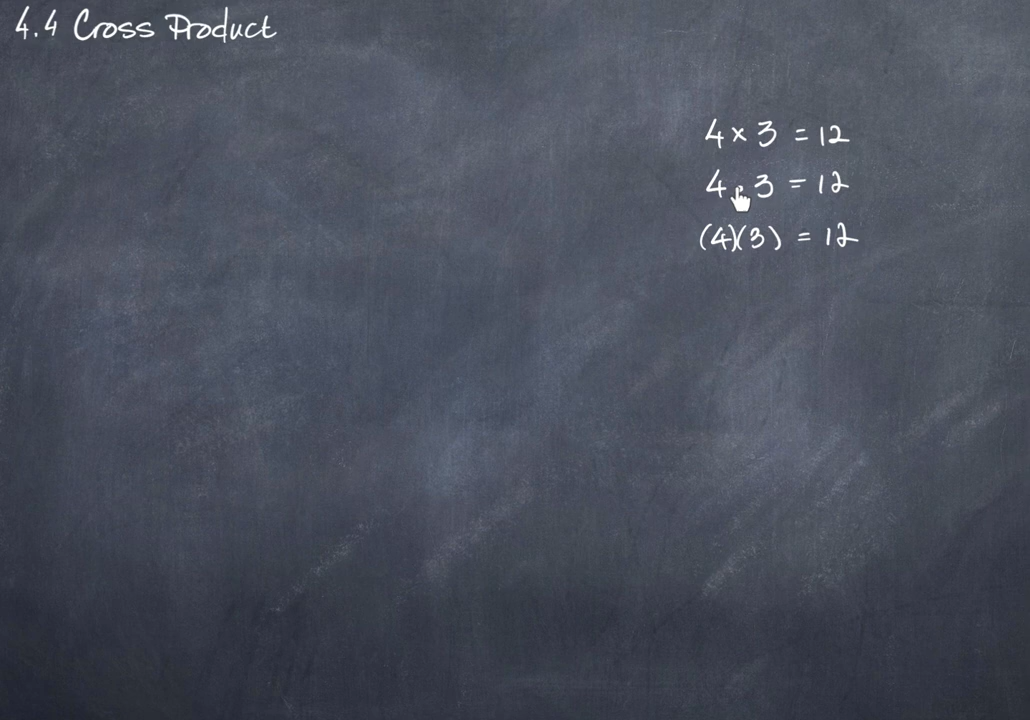 4.4 Cross Product
4 × 3 = 12
4 · 3 = 12
(4)(3) = 12